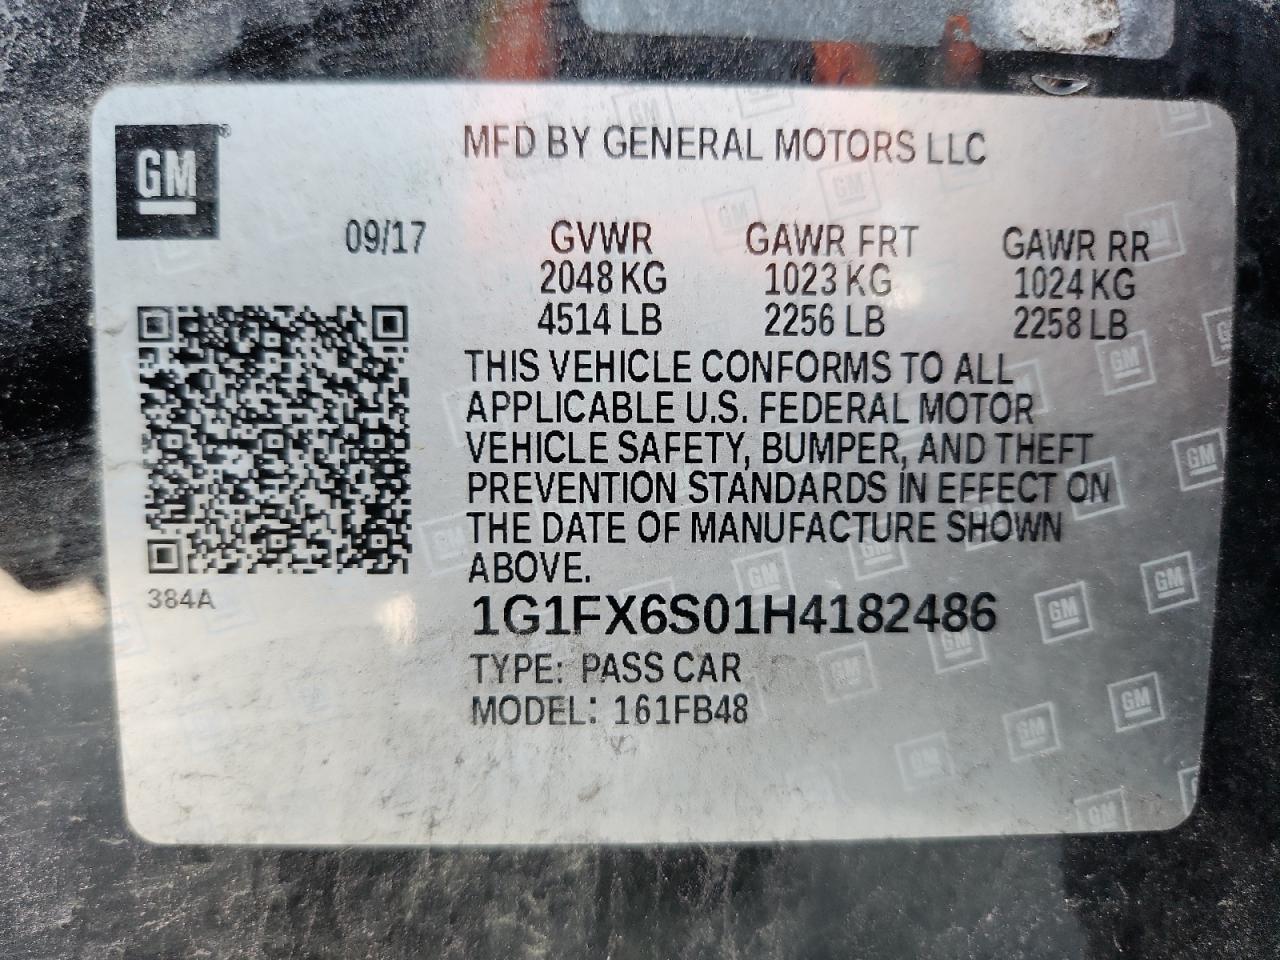 GM®
MFD BY GENERAL MOTORS LLC
09/17
GVWR GAWR FRT GAWR RR
2048 KG 1023 KG 1024 KG
4514 LB 2256 LB 2258 LB
THIS VEHICLE CONFORMS TO ALL
APPLICABLE U.S. FEDERAL MOTOR
VEHICLE SAFETY, BUMPER, AND THEFT
PREVENTION STANDARDS IN EFFECT ON
THE DATE OF MANUFACTURE SHOWN
ABOVE.
384A
1G1FX6S01H4182486
TYPE: PASS CAR
MODEL: 161FB48